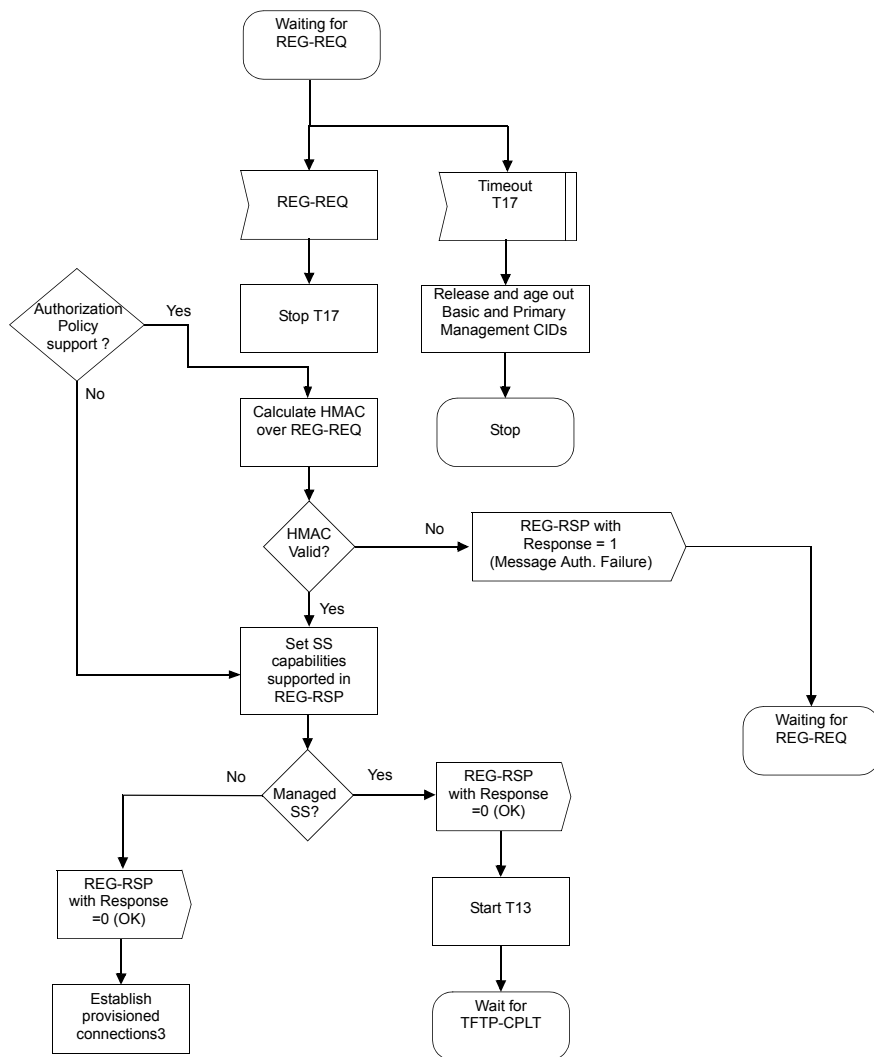 Waiting for
REG-REQ
REG-REQ
Timeout
T17
Stop T17
Release and age out
Basic and Primary
Management CIDs
Authorization
Policy
support ?
Yes
No
Calculate HMAC
over REG-REQ
Stop
HMAC
Valid?
No
REG-RSP with
Response = 1
(Message Auth. Failure)
Yes
Set SS
capabilities
supported in
REG-RSP
Waiting for
REG-REQ
Managed
SS?
No
Yes
REG-RSP
with Response
=0 (OK)
REG-RSP
with Response
=0 (OK)
Start T13
Establish
provisioned
connections3
Wait for
TFTP-CPLT